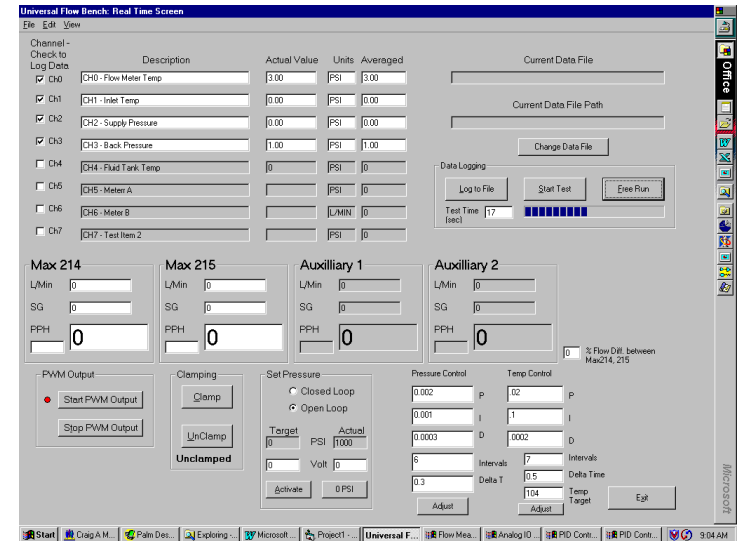 Universal Flow Bench: Real Time Screen
File Edit View
Channel -
Check to
Log Data
Description
Actual Value Units Averaged
Current Data File
Ch0 CH0 - Flow Meter Temp 3.00 PSI 3.00
Ch1 CH1 - Inlet Temp 0.00 PSI 0.00
Current Data File Path
Ch2 CH2 - Supply Pressure 0.00 PSI 0.00
Ch3 CH3 - Back Pressure 1.00 PSI 1.00
Change Data File
Ch4 CH4 - Fluid Tank Temp 0 PSI 0
Data Logging
Ch5 CH5 - Meterr A PSI 0
Log to File Start Test Free Run
Ch6 CH6 - Meter B L/MIN 0
Test Time 17
(sec)
Ch7 CH7 - Test Item 2 PSI 0
Max 214 Max 215 Auxilliary 1 Auxilliary 2
L/Min 0 L/Min 0 L/Min 0 L/Min 0
SG 0 SG 0 SG 0 SG 0
PPH 0 PPH 0 PPH 0 PPH 0
0 % Flow Diff. between
Max214, 215
PWM Output Clamping Set Pressure Pressure Control Temp Control
Start PWM Output Clamp Closed Loop 0.002 P .02 P
Open Loop 0.001 I .1 I
Stop PWM Output UnClamp Target Actual 0.0003 D .0002 D
0 PSI 1000
Unclamped 0 Volt 0 6 Intervals 7 Intervals
0.3 Delta T 0.5 Delta Time
Activate 0 PSI 104 Temp
Target
Adjust Adjust Exit
Office
Microsoft
Start Craig A M... Palm Des... Exploring -... Microsoft ... Project1 - ... Universal F... Flow Mea... Analog IO ... PID Contr... PID Contr... 9:04 AM